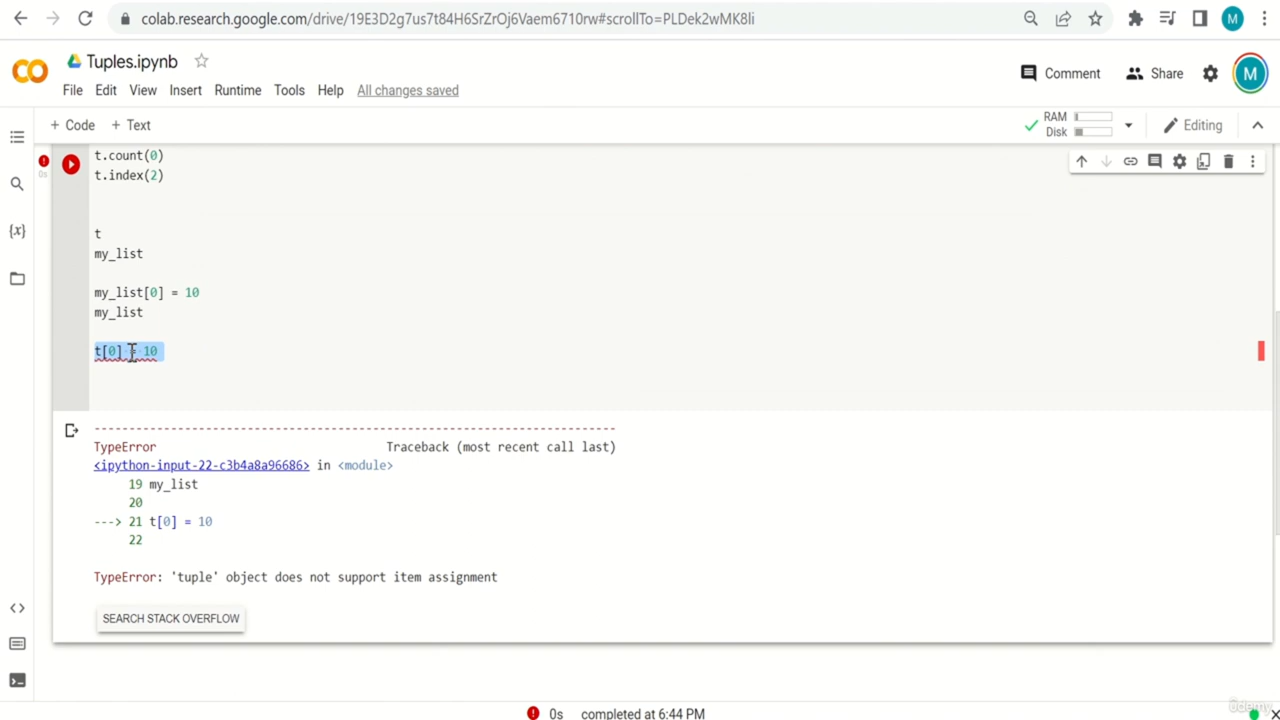 colab.research.google.com/drive/19E3D2g7us7t84H6SrZrOj6Vaem6710rw#scrollTo=PLDek2wMK8li
M
CO
Tuples.ipynb
Comment
Share
M
File Edit View Insert Runtime Tools Help All changes saved
+ Code + Text
RAM
Disk
Editing
0s
t.count(0)
t.index(2)
{x}
t
my_list
my_list[0] = 10
my_list
t[0] = 10
---------------------------------------------------------------------------
TypeError Traceback (most recent call last)
<ipython-input-22-c3b4a8a96686> in <module>
19 my_list
20
---> 21 t[0] = 10
22
TypeError: 'tuple' object does not support item assignment
SEARCH STACK OVERFLOW
0s completed at 6:44 PM
udemy